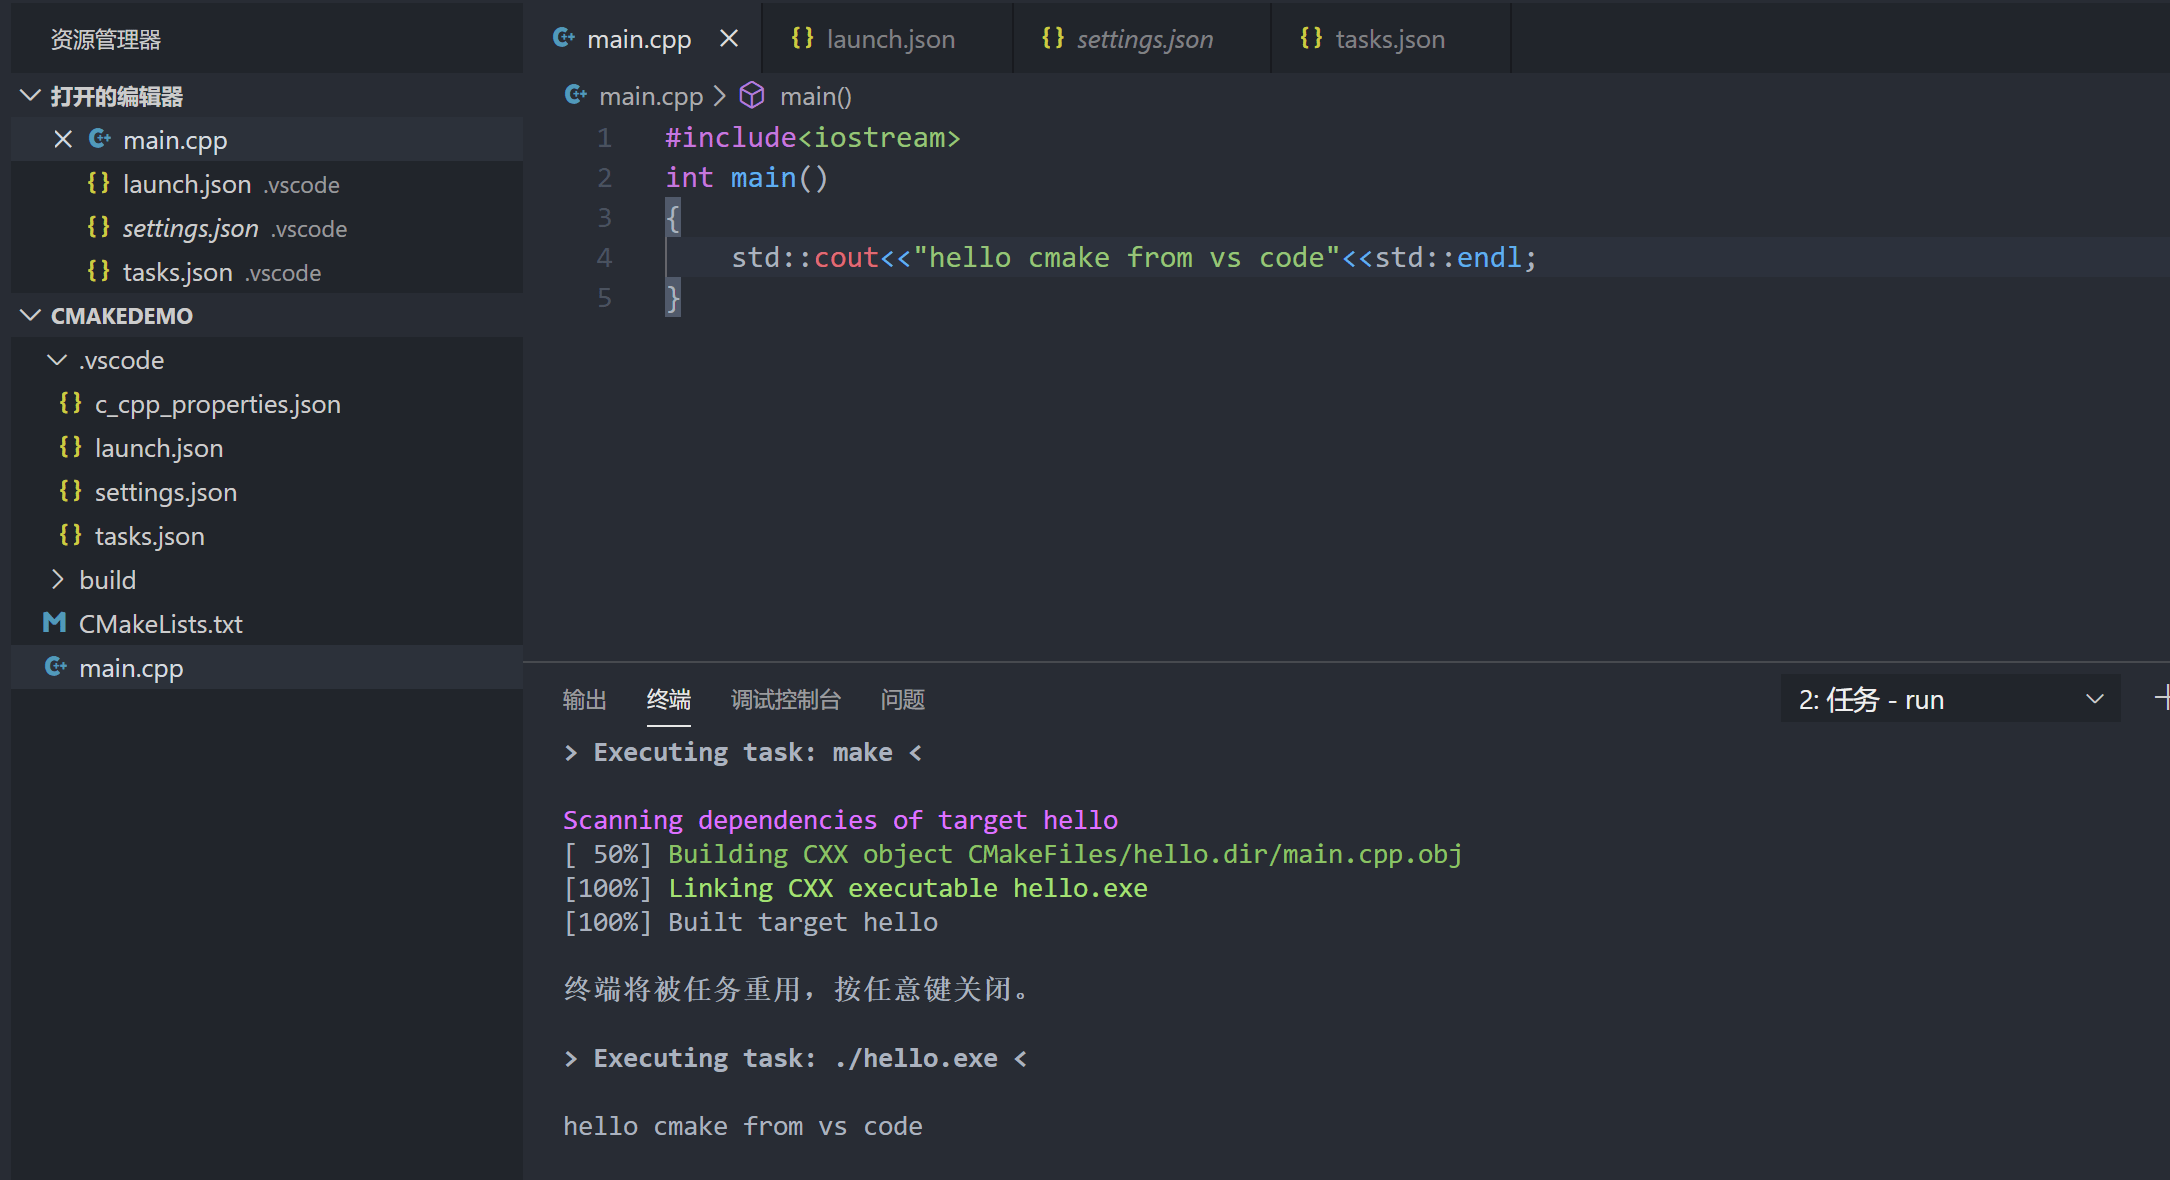 资源管理器
打开的编辑器
main.cpp
launch.json .vscode
settings.json .vscode
tasks.json .vscode
CMAKEDEMO
.vscode
c_cpp_properties.json
launch.json
settings.json
tasks.json
build
CMakeLists.txt
main.cpp
main.cpp launch.json settings.json tasks.json
main.cpp > main()
1 #include<iostream>
2 int main()
3 {
4 std::cout<<"hello cmake from vs code"<<std::endl;
5 }
输出 终端 调试控制台 问题 2: 任务 - run
> Executing task: make <
Scanning dependencies of target hello
[ 50%] Building CXX object CMakeFiles/hello.dir/main.cpp.obj
[100%] Linking CXX executable hello.exe
[100%] Built target hello
终端将被任务重用，按任意键关闭。
> Executing task: ./hello.exe <
hello cmake from vs code